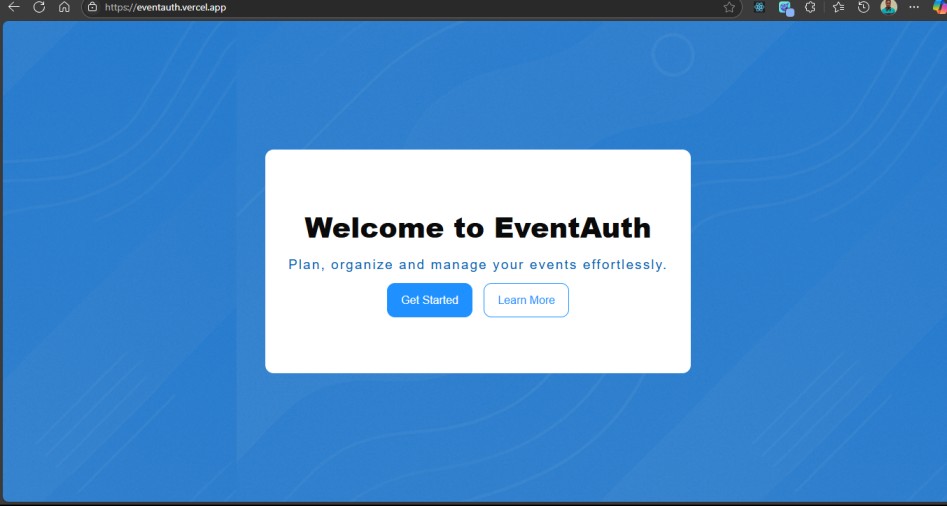 https://eventauth.vercel.app
Welcome to EventAuth
Plan, organize and manage your events effortlessly.
Get Started
Learn More